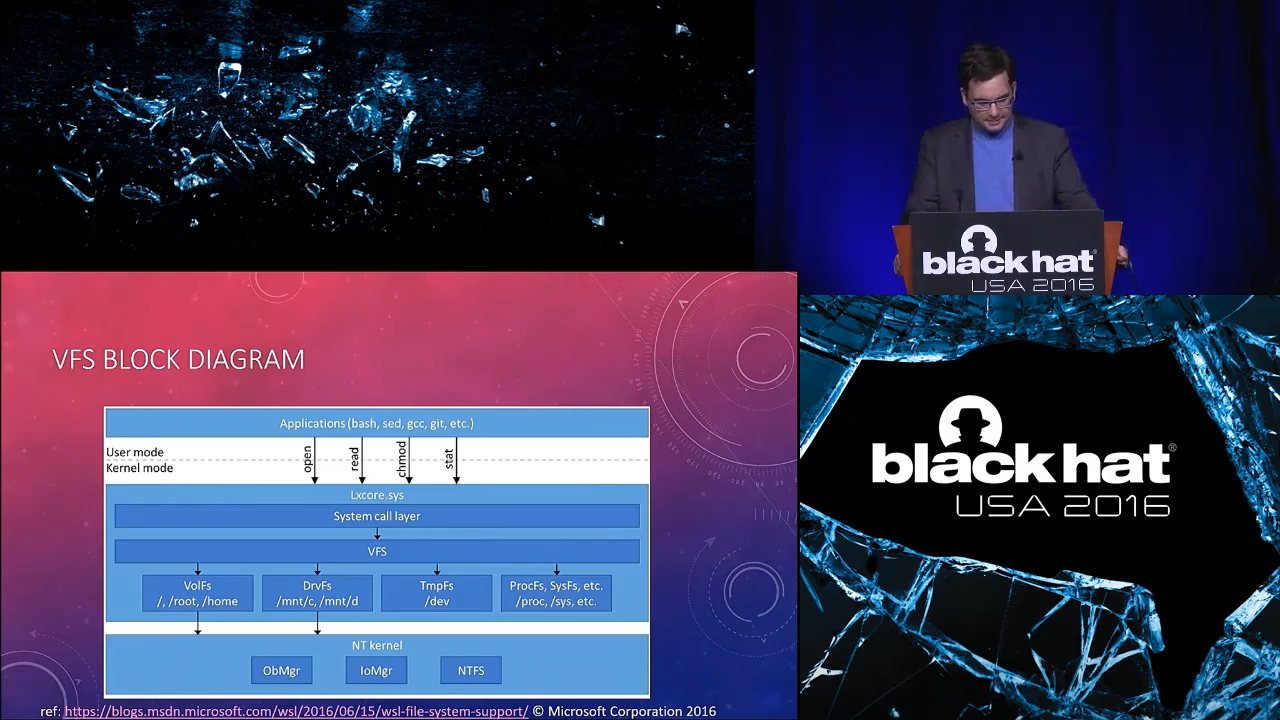 black hat®
USA 2016
VFS BLOCK DIAGRAM
Applications (bash, sed, gcc, git, etc.)
User mode
Kernel mode
open
read
chmod
stat
Lxcore.sys
System call layer
VFS
VolFs
/, /root, /home
DrvFs
/mnt/c, /mnt/d
TmpFs
/dev
ProcFs, SysFs, etc.
/proc, /sys, etc.
NT kernel
ObMgr
IoMgr
NTFS
ref: https://blogs.msdn.microsoft.com/wsl/2016/06/15/wsl-file-system-support/ © Microsoft Corporation 2016
black hat®
USA 2016